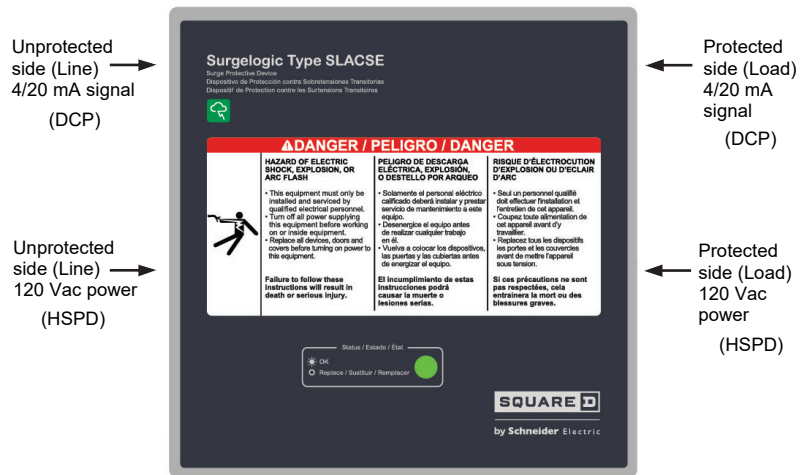 Unprotected
side (Line)
4/20 mA signal
(DCP)
Protected
side (Load)
4/20 mA
signal
(DCP)
Surgelogic Type SLACSE
Surge Protective Device
Dispositivo de Protección contra Sobretensiones Transitorias
Dispositif de Protection contre les Surtensions Transitoires
DANGER / PELIGRO / DANGER
HAZARD OF ELECTRIC
SHOCK, EXPLOSION, OR
ARC FLASH
• This equipment must only be
installed and serviced by
qualified electrical personnel.
• Turn off all power supplying
this equipment before working
on or inside equipment.
• Replace all devices, doors and
covers before turning on power to
this equipment.
Failure to follow these
instructions will result in
death or serious injury.
PELIGRO DE DESCARGA
ELÉCTRICA, EXPLOSIÓN,
O DESTELLO POR ARQUEO
• Solamente el personal eléctrico
calificado deberá instalar y prestar
servicio de mantenimiento a este
equipo.
• Desenergice el equipo antes
de realizar cualquier trabajo
en él.
• Vuelva a colocar los dispositivos,
las puertas y las cubiertas antes
de energizar el equipo.
El incumplimiento de estas
instrucciones podrá
causar la muerte o
lesiones serias.
RISQUE D'ÉLECTROCUTION
D'EXPLOSION OU D'ECLAIR
D'ARC
• Seul un personnel qualifié
doit effectuer l'installation et
l'entretien de cet appareil.
• Coupez toute alimentation de
cet appareil avant d'y
travailler.
• Replacez tous les dispositifs
les portes et les couvercles
avant de mettre l'appareil
sous tension.
Si ces précautions ne sont
pas respectées, cela
entrainera la mort ou des
blessures graves.
Unprotected
side (Line)
120 Vac power
(HSPD)
Protected
side (Load)
120 Vac
power
(HSPD)
Status / Estado / État
OK
Replace / Sustituir / Remplacer
SQUARE D
by Schneider Electric